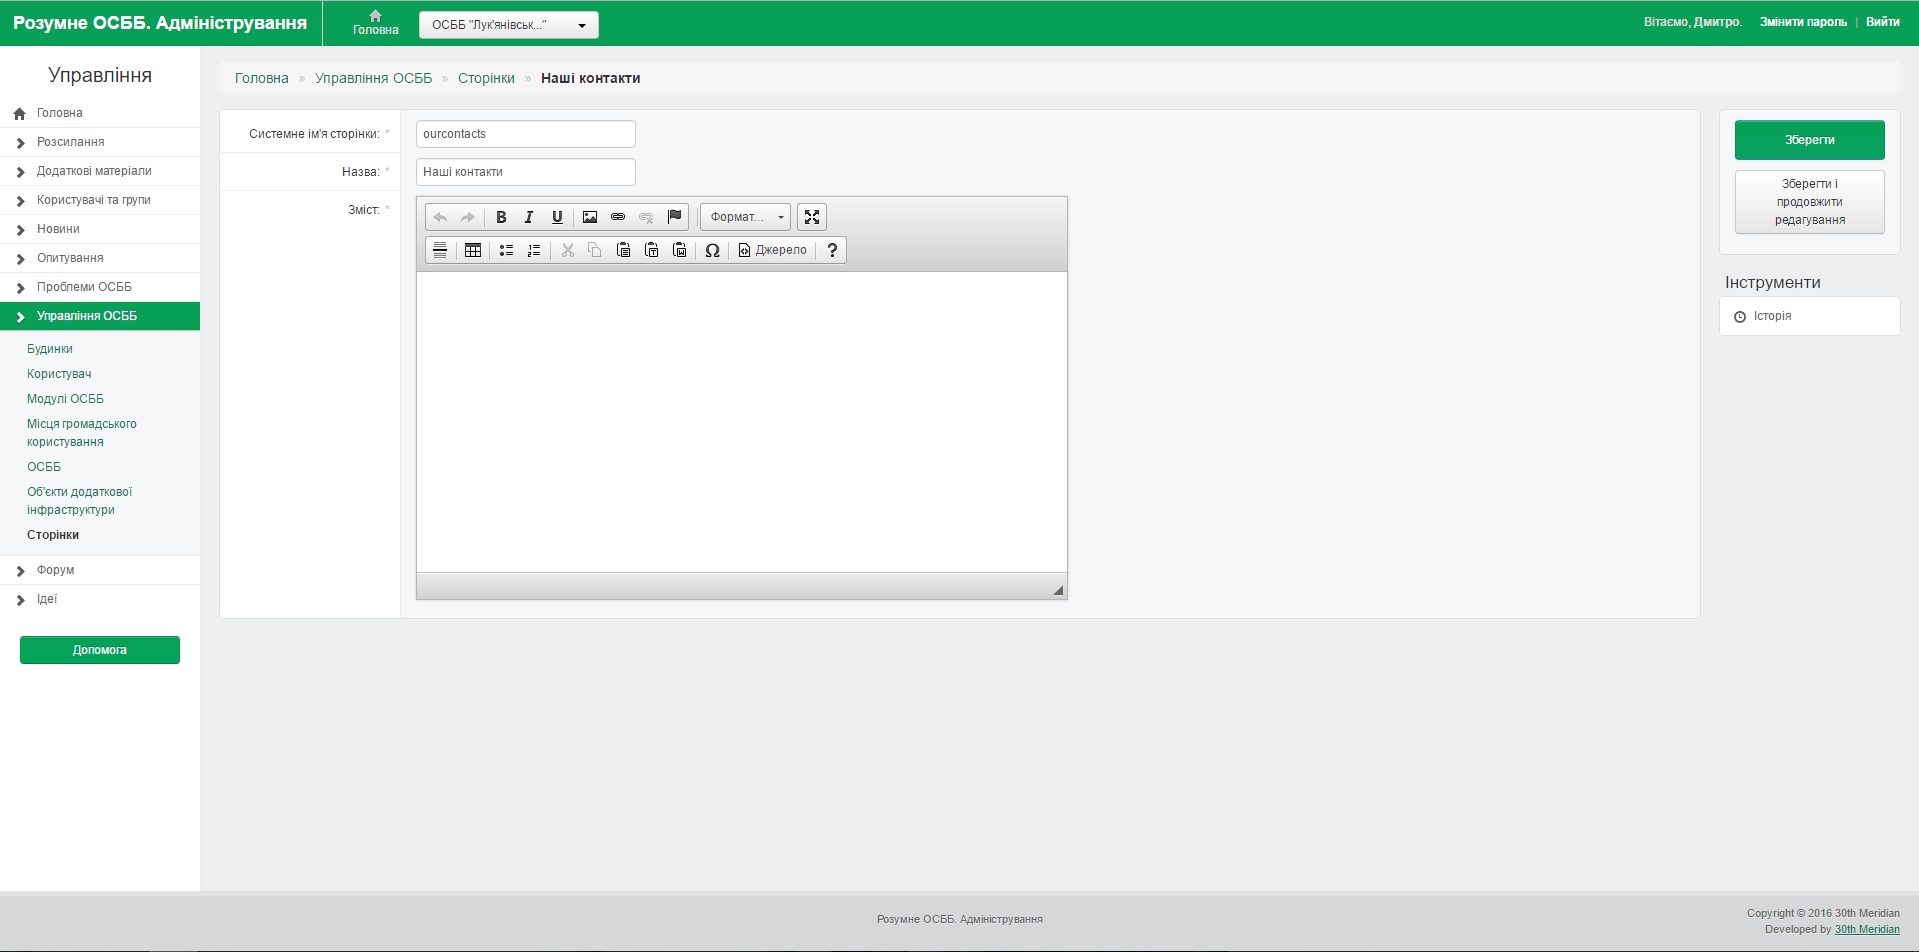 Розумне ОСББ. Адміністрування
Головна
ОСББ "Лук'янівськ..."
Вітаємо, Дмитро. Змінити пароль | Вийти
Управління
Головна
Розсилання
Додаткові матеріали
Користувачі та групи
Новини
Опитування
Проблеми ОСББ
Управління ОСББ
Будинки
Користувач
Модулі ОСББ
Місця громадського
користування
ОСББ
Об'єкти додаткової
інфраструктури
Сторінки
Форум
Ідеї
Допомога
Головна » Управління ОСББ » Сторінки » Наші контакти
Системне ім'я сторінки: * ourcontacts
Назва: * Наші контакти
Зміст: *
B I U Формат...
Ω Джерело ?
Зберегти
Зберегти і
продовжити
редагування
Інструменти
Історія
Розумне ОСББ. Адміністрування
Copyright © 2016 30th Meridian
Developed by 30th Meridian